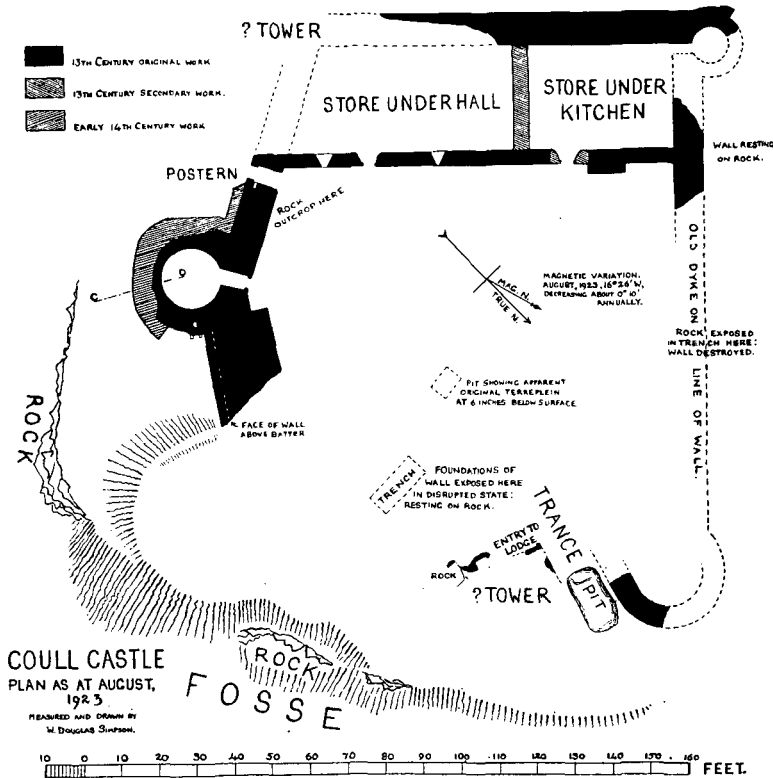 ? TOWER
13TH CENTURY ORIGINAL WORK
13TH CENTURY SECONDARY WORK.
EARLY 14TH CENTURY WORK
STORE UNDER HALL
STORE UNDER
KITCHEN
WALL RESTING
ON ROCK.
POSTERN
ROCK
OUTCROP HERE
C
D
MAG. N.
TRUE N.
MAGNETIC VARIATION,
AUGUST, 1923, 16° 26' W,
DECREASING ABOUT 0° 10'
ANNUALLY.
OLD DYKE ON LINE OF WALL.
ROCK EXPOSED
IN TRENCH HERE:
WALL DESTROYED.
PIT SHOWING APPARENT
ORIGINAL TERREPLEIN
AT 6 INCHES BELOW SURFACE
ROCK
FACE OF WALL
ABOVE BATTER
TRENCH
FOUNDATIONS OF
WALL EXPOSED HERE
IN DISRUPTED STATE:
RESTING ON ROCK.
ENTRY TO
LODGE
TRANCE
PIT
ROCK
? TOWER
ROCK
FOSSE
COULL CASTLE
PLAN AS AT AUGUST,
1923
MEASURED AND DRAWN BY
W. DOUGLAS SIMPSON.
10 0 10 20 30 40 50 60 70 80 90 100 110 120 130 140 150 160 FEET.